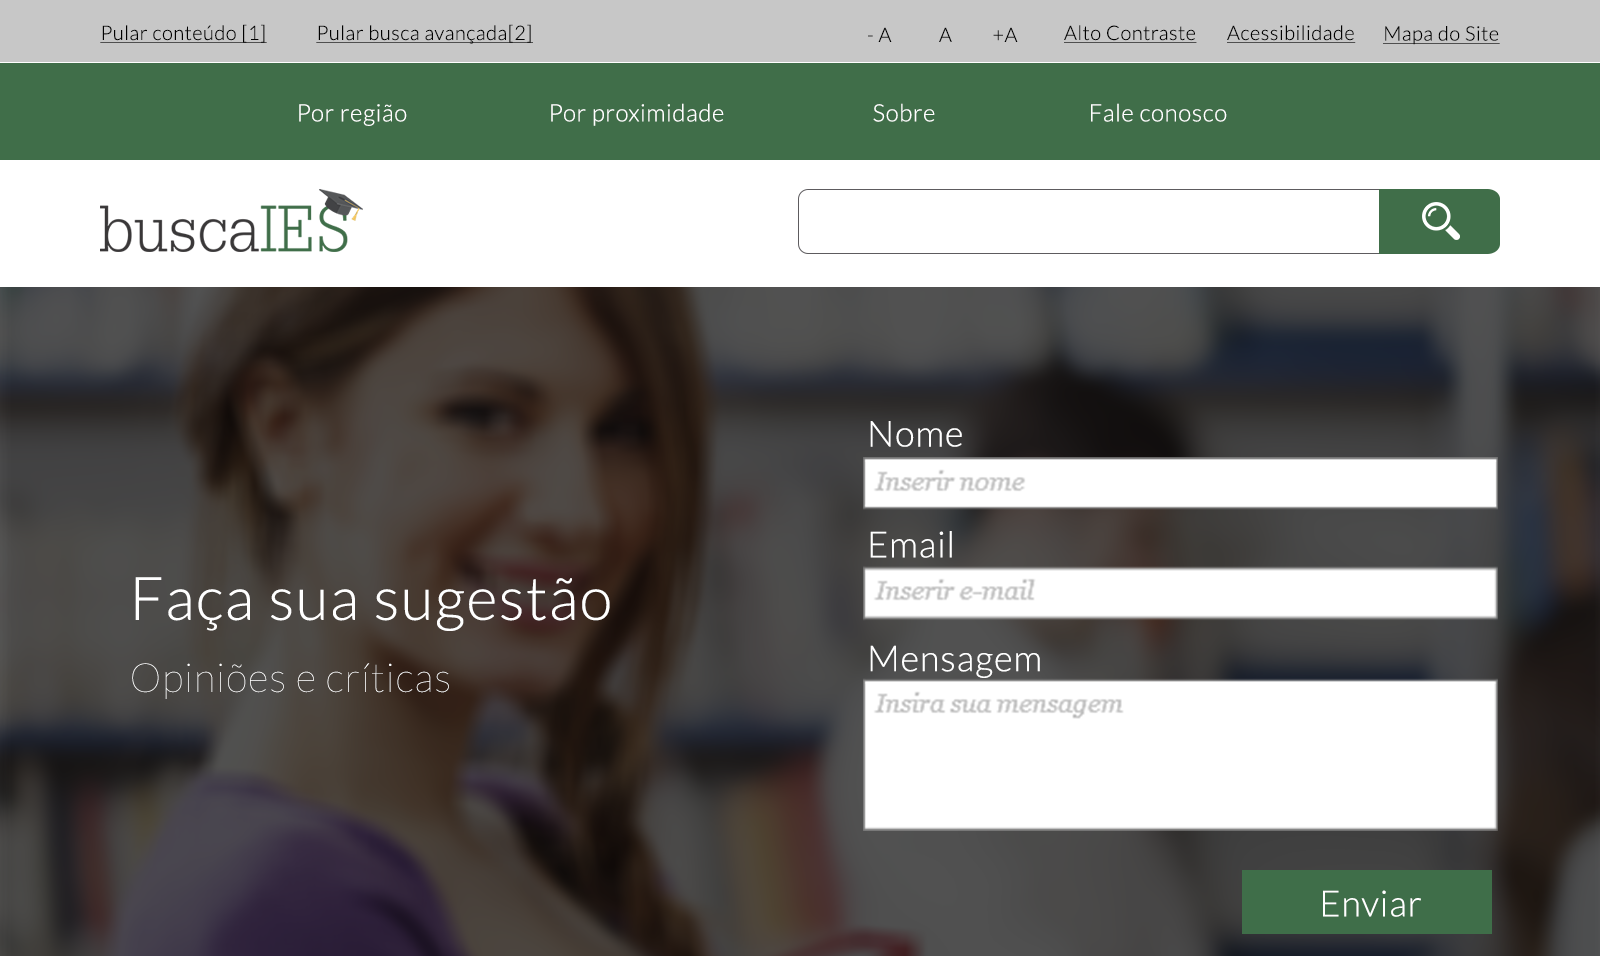 Pular conteúdo [1] Pular busca avançada[2] - A A +A Alto Contraste Acessibilidade Mapa do Site
Por região Por proximidade Sobre Fale conosco
buscaIES
Nome
Inserir nome
Email
Inserir e-mail
Faça sua sugestão
Opiniões e críticas
Mensagem
Insira sua mensagem
Enviar